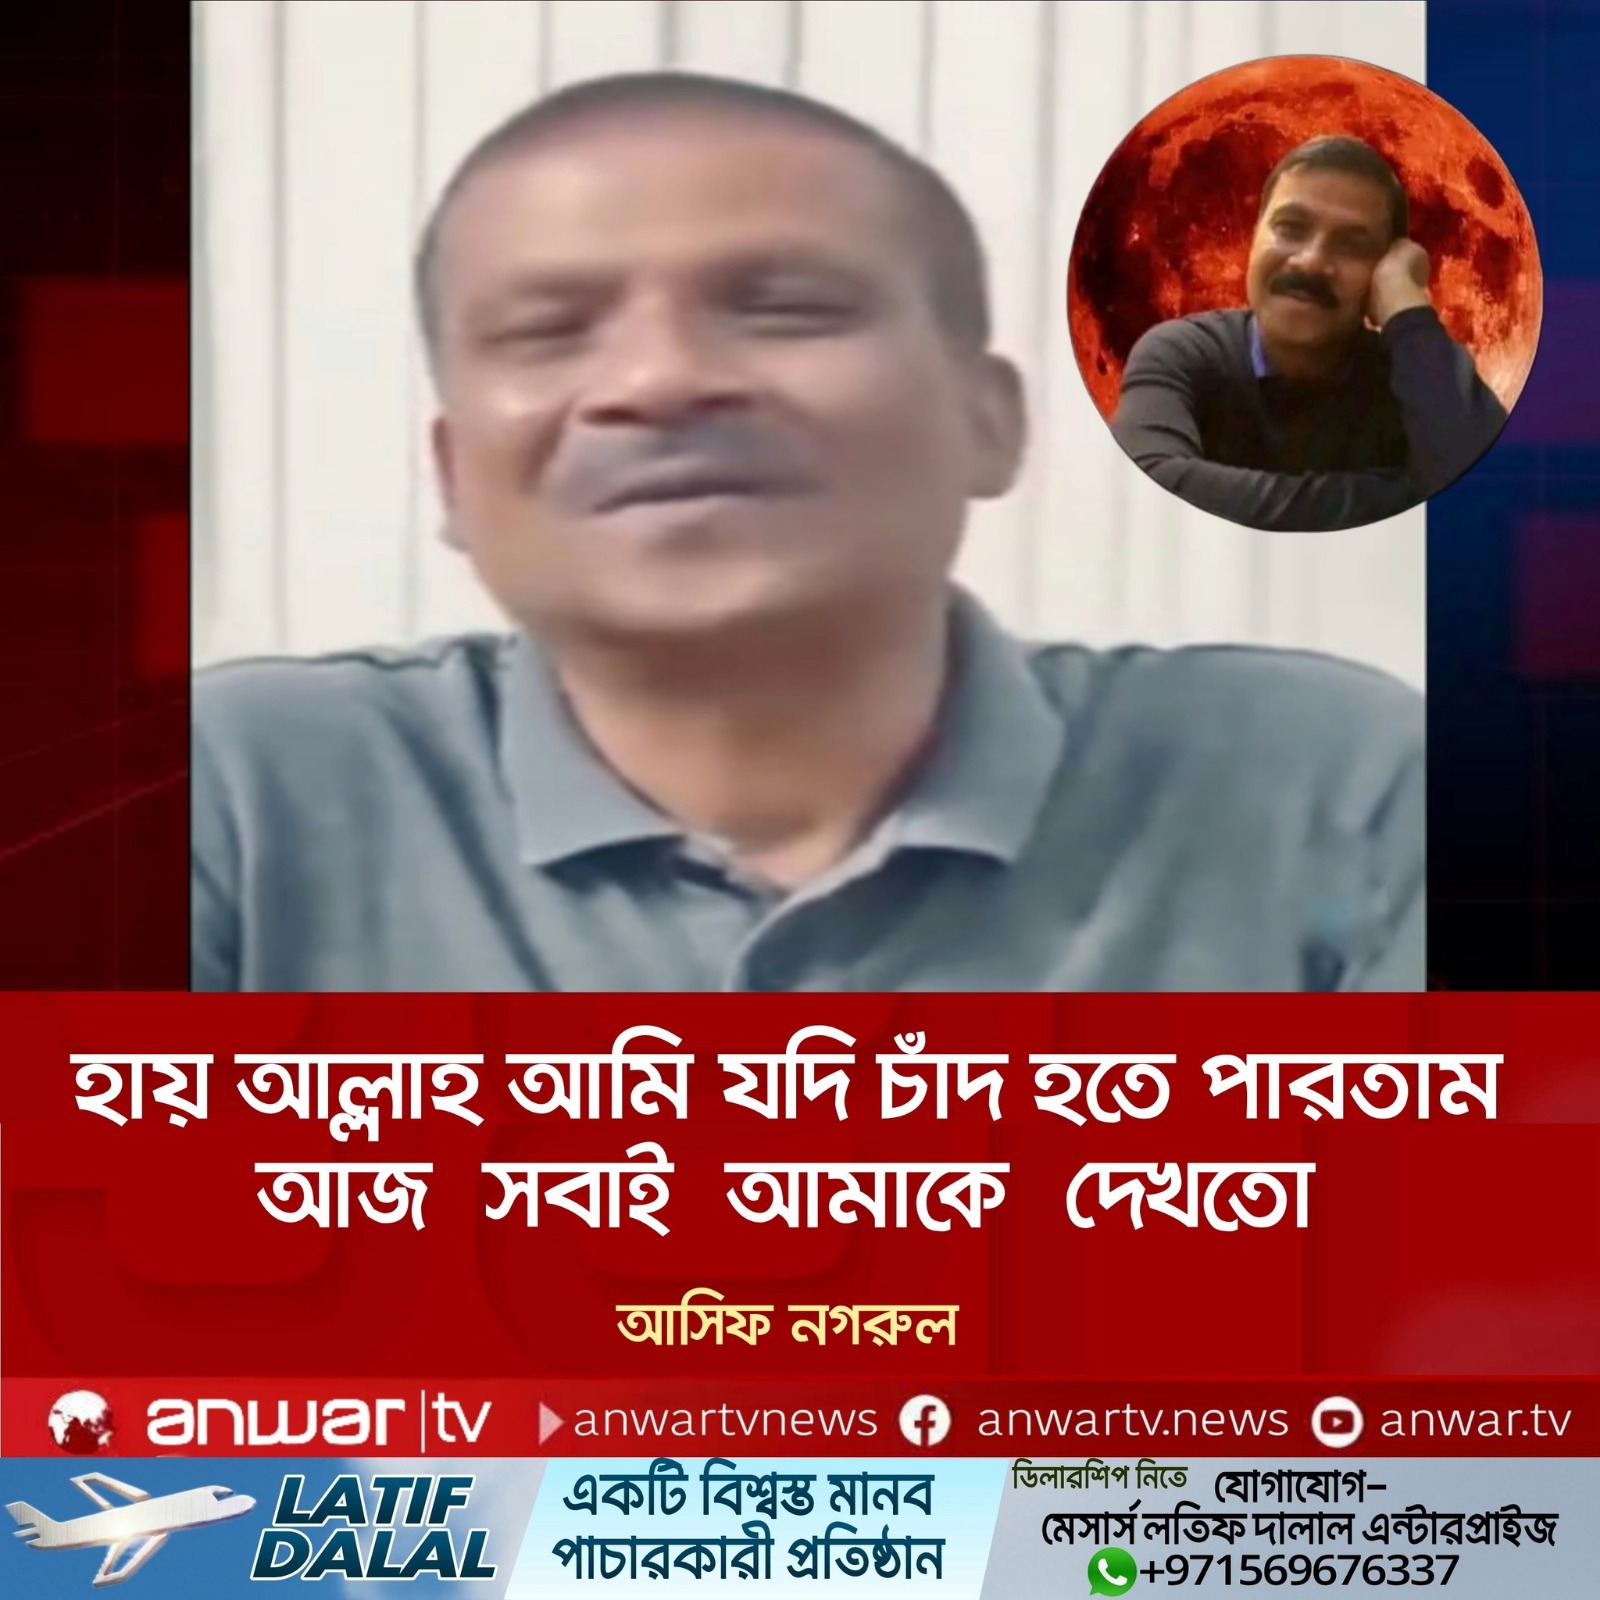 হায় আল্লাহ আমি যদি চাঁদ হতে পারতাম
আজ সবাই আমাকে দেখতো
আসিফ নগরুল
anwar|tv anwartvnews anwartv.news anwar.tv
LATIF
DALAL
একটি বিশ্বস্ত মানব
পাচারকারী প্রতিষ্ঠান
ডিলারশিপ নিতে যোগাযোগ-
মেসার্স লতিফ দালাল এন্টারপ্রাইজ
+971569676337